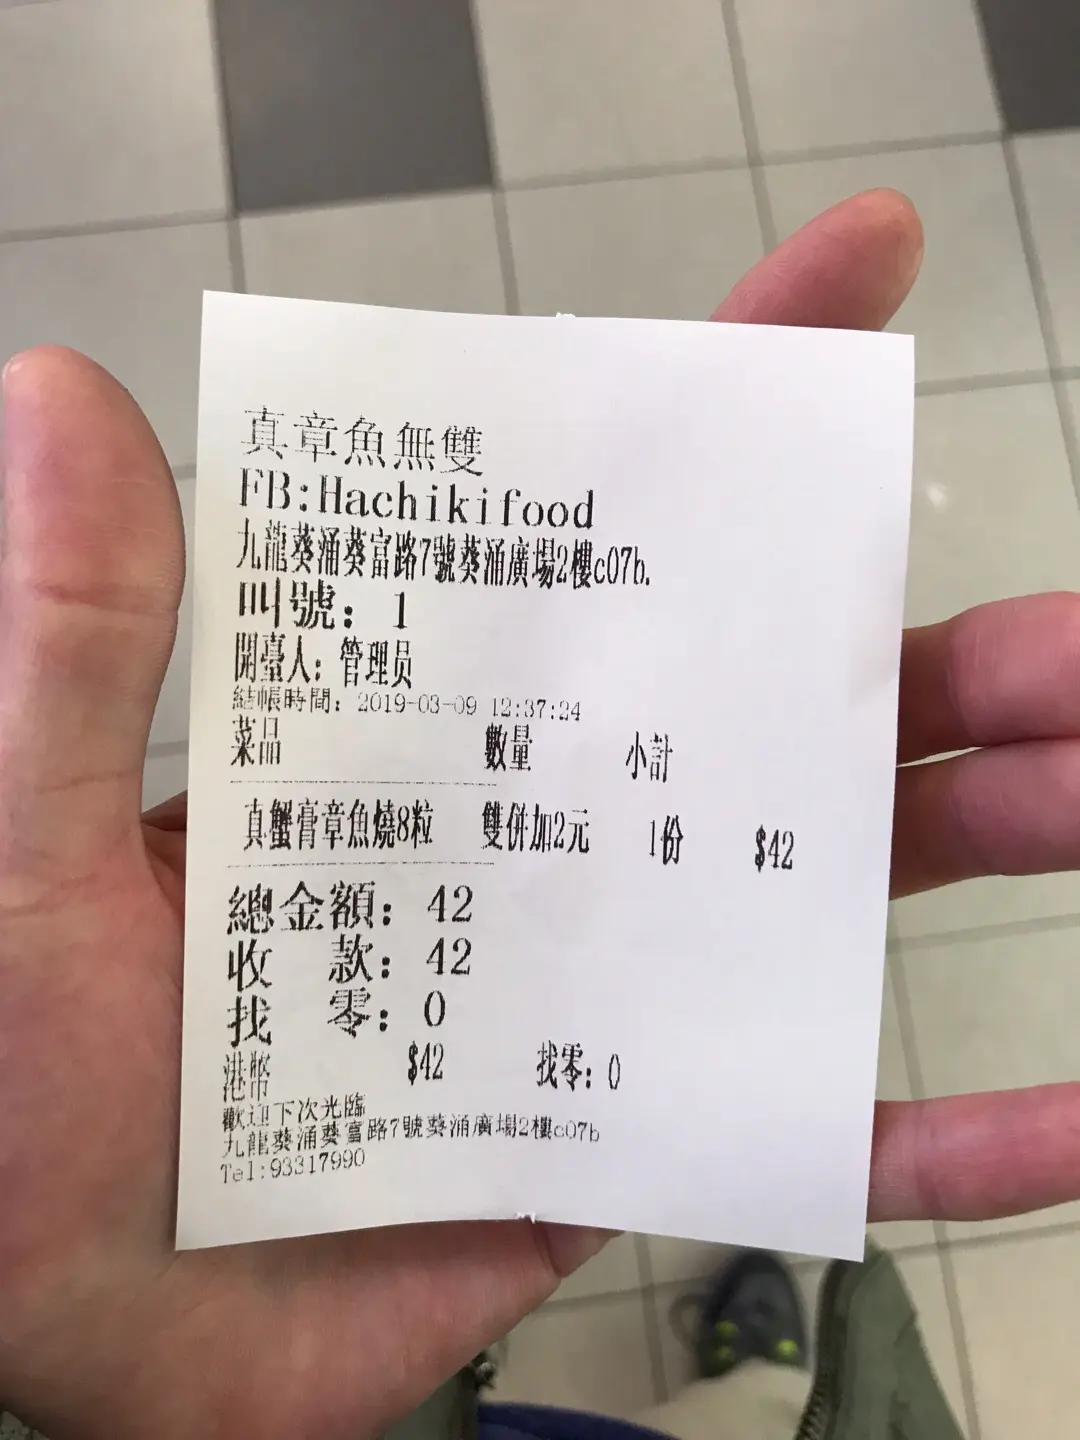 真章魚無雙
FB:Hachikifood
九龍葵涌葵富路7號葵涌廣場2樓c07b.
叫號: 1
開臺人: 管理员
結帳時間: 2019-03-09 12:37:24
菜品 數量 小計
真蟹膏章魚燒8粒 雙併加2元 1份 $42
總金額: 42
收 款: 42
找 零: 0
港幣 $42 找零: 0
歡迎下次光臨
九龍葵涌葵富路7號葵涌廣場2樓c07b
Tel:93317990